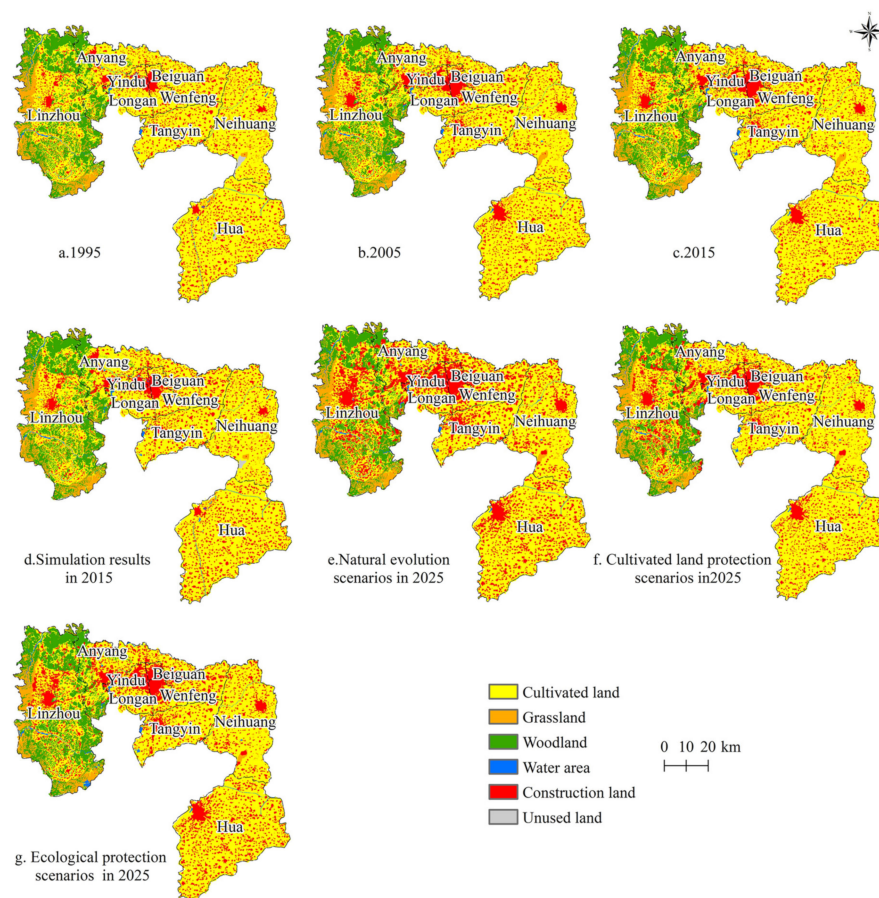 Anyang
Yindu Beiguan
Linzhou
Longan Wenfeng
Tangyin
Neihuang
Hua
a.1995
Anyang
Yindu Beiguan
Linzhou
Longan Wenfeng
Tangyin
Neihuang
Hua
b.2005
Anyang
Yindu Beiguan
Linzhou
Longan Wenfeng
Tangyin
Neihuang
Hua
c.2015
Anyang
Yindu Beiguan
Linzhou
Longan Wenfeng
Tangyin
Neihuang
Hua
d.Simulation results
in 2015
Anyang
Yindu Beiguan
Linzhou
Longan Wenfeng
Tangyin
Neihuang
Hua
e.Natural evolution
scenarios in 2025
Anyang
Yindu Beiguan
Linzhou
Longan Wenfeng
Tangyin
Neihuang
Hua
f. Cultivated land protection
scenarios in2025
Anyang
Yindu Beiguan
Linzhou
Longan Wenfeng
Tangyin
Neihuang
Hua
g. Ecological protection
scenarios in 2025
Cultivated land
Grassland
Woodland
Water area
Construction land
Unused land
0 10 20 km